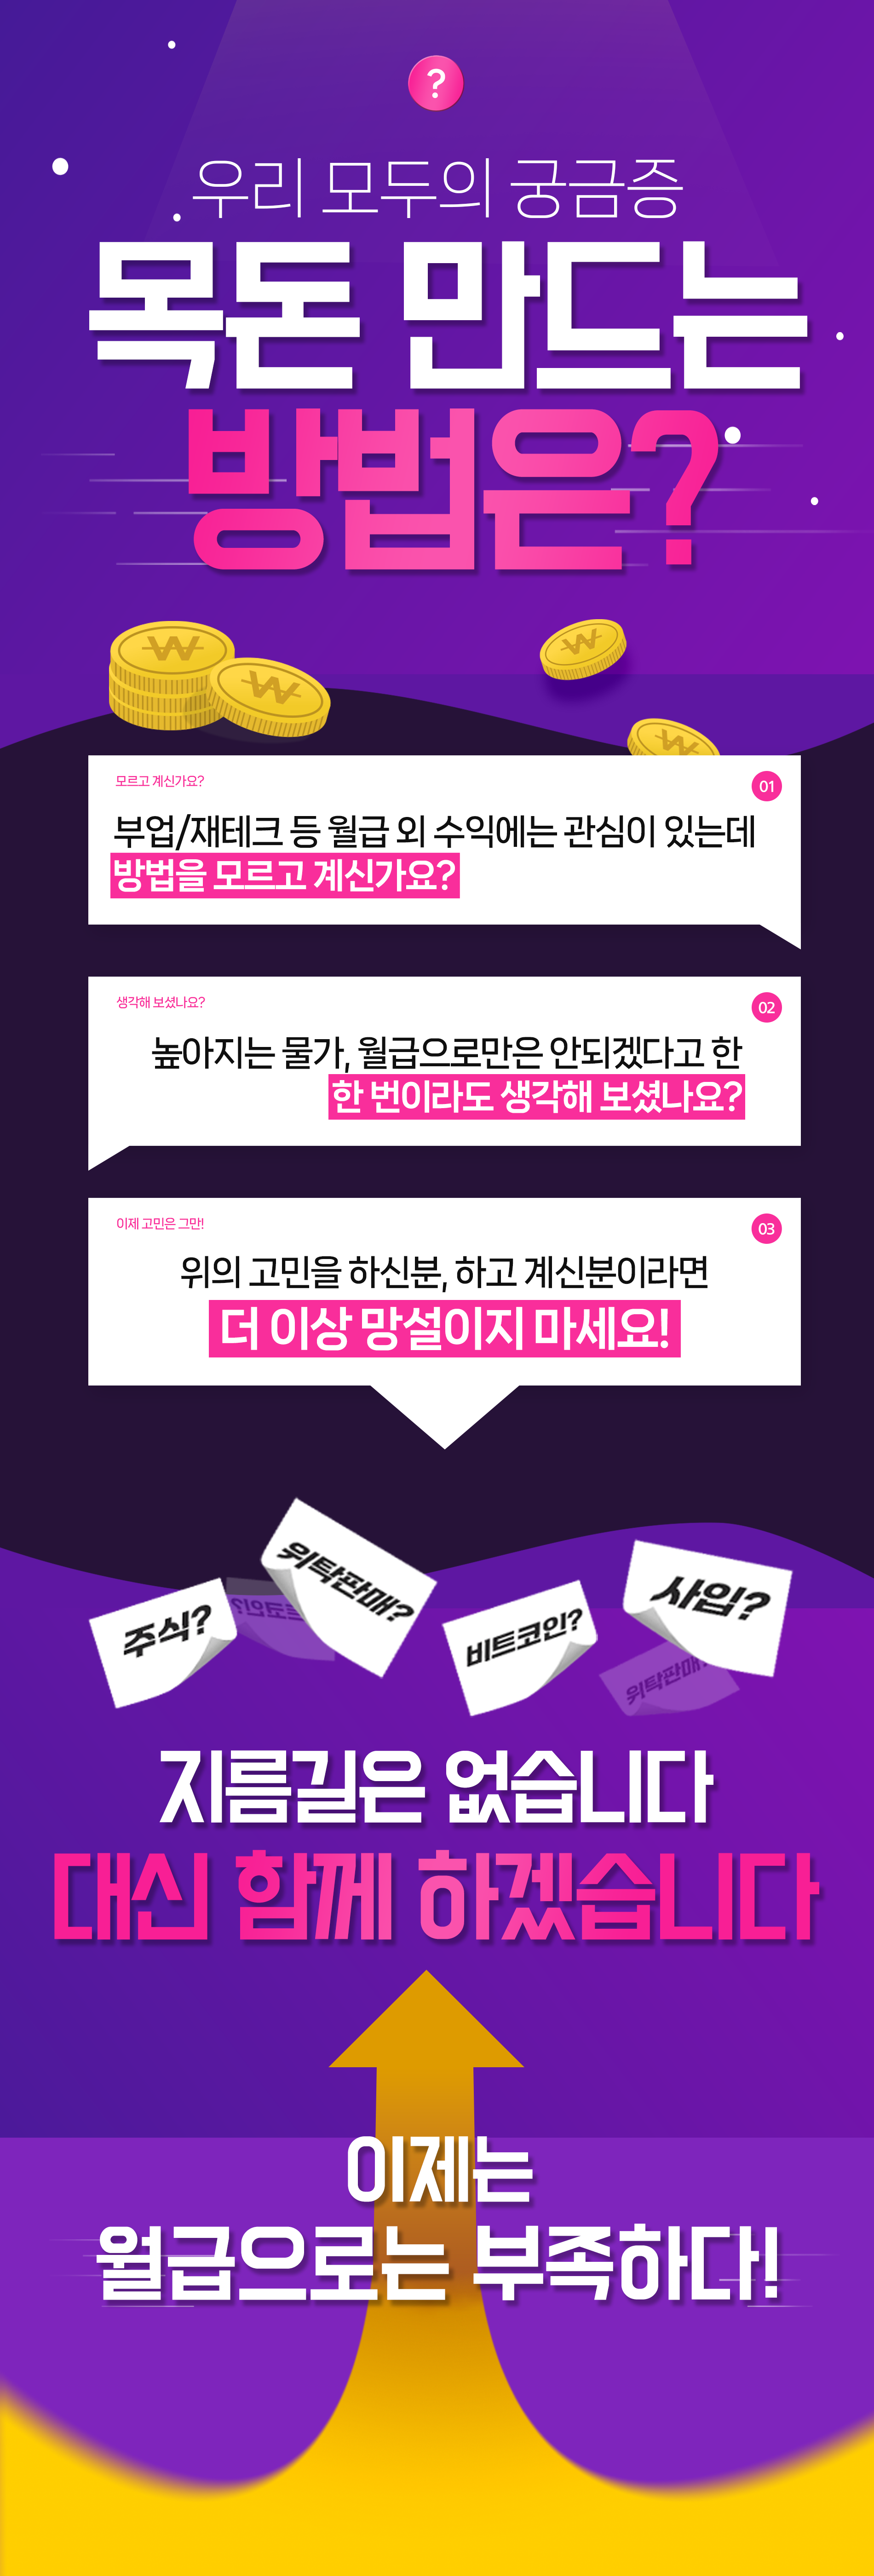 ?
우리 모두의 궁금증
목돈 만드는
방법은?
모르고 계신가요?
01
부업/재테크 등 월급 외 수익에는 관심이 있는데
방법을 모르고 계신가요?
생각해 보셨나요?
02
높아지는 물가, 월급으로만은 안되겠다고 한
한 번이라도 생각해 보셨나요?
이제 고민은 그만!
03
위의 고민을 하신분, 하고 계신분이라면
더 이상 망설이지 마세요!
주식?
비트코인?
위탁판매?
비트코인?
사입?
위탁판매?
지름길은 없습니다
대신 함께 하겠습니다
이제는
월급으로는 부족하다!